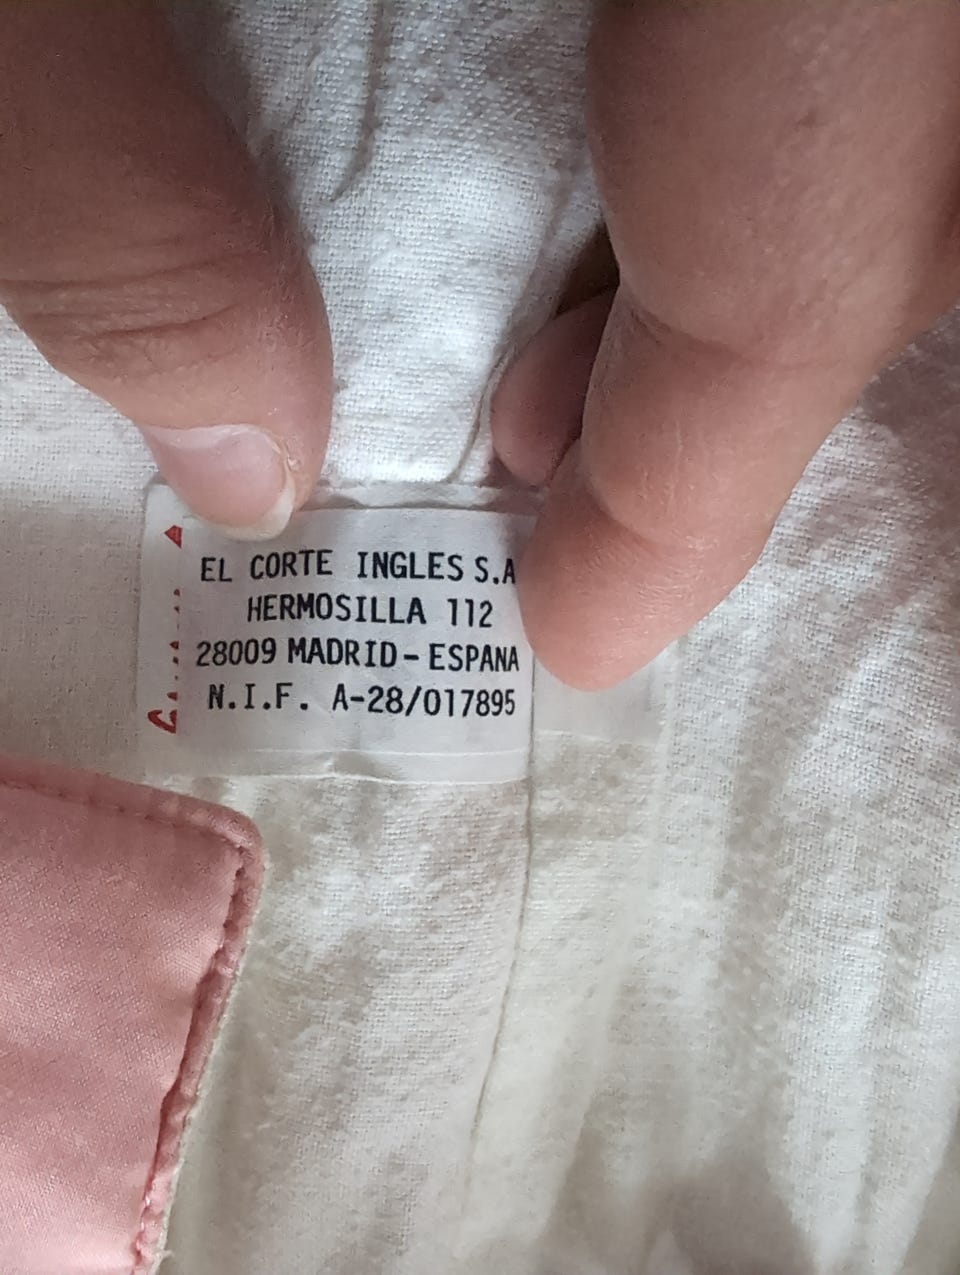 EL CORTE INGLES S.A
HERMOSILLA 112
28009 MADRID - ESPANA
N.I.F. A-28/017895